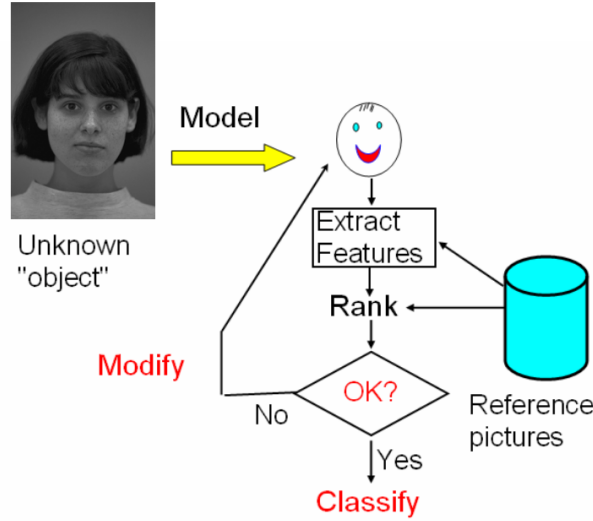 Model
Unknown
"object"
Extract
Features
Rank
Modify
OK?
No
Reference
pictures
Yes
Classify